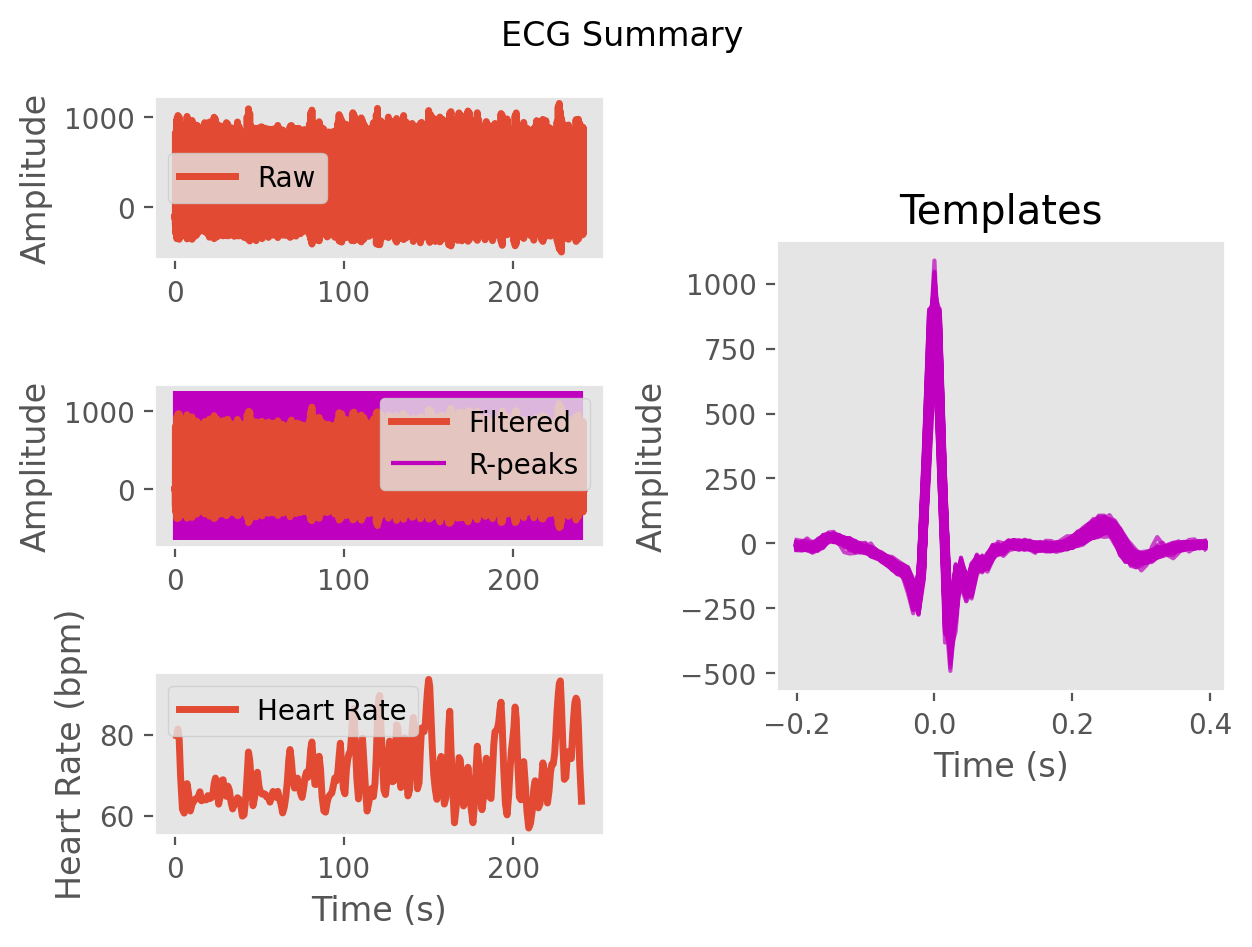 ECG Summary
Amplitude
1000
0
Raw
0 100 200
Amplitude
1000
0
Filtered
R-peaks
0 100 200
Heart Rate (bpm)
80
60
Heart Rate
0 100 200
Time (s)
Templates
Amplitude
1000
750
500
250
0
−250
−500
−0.2 0.0 0.2 0.4
Time (s)